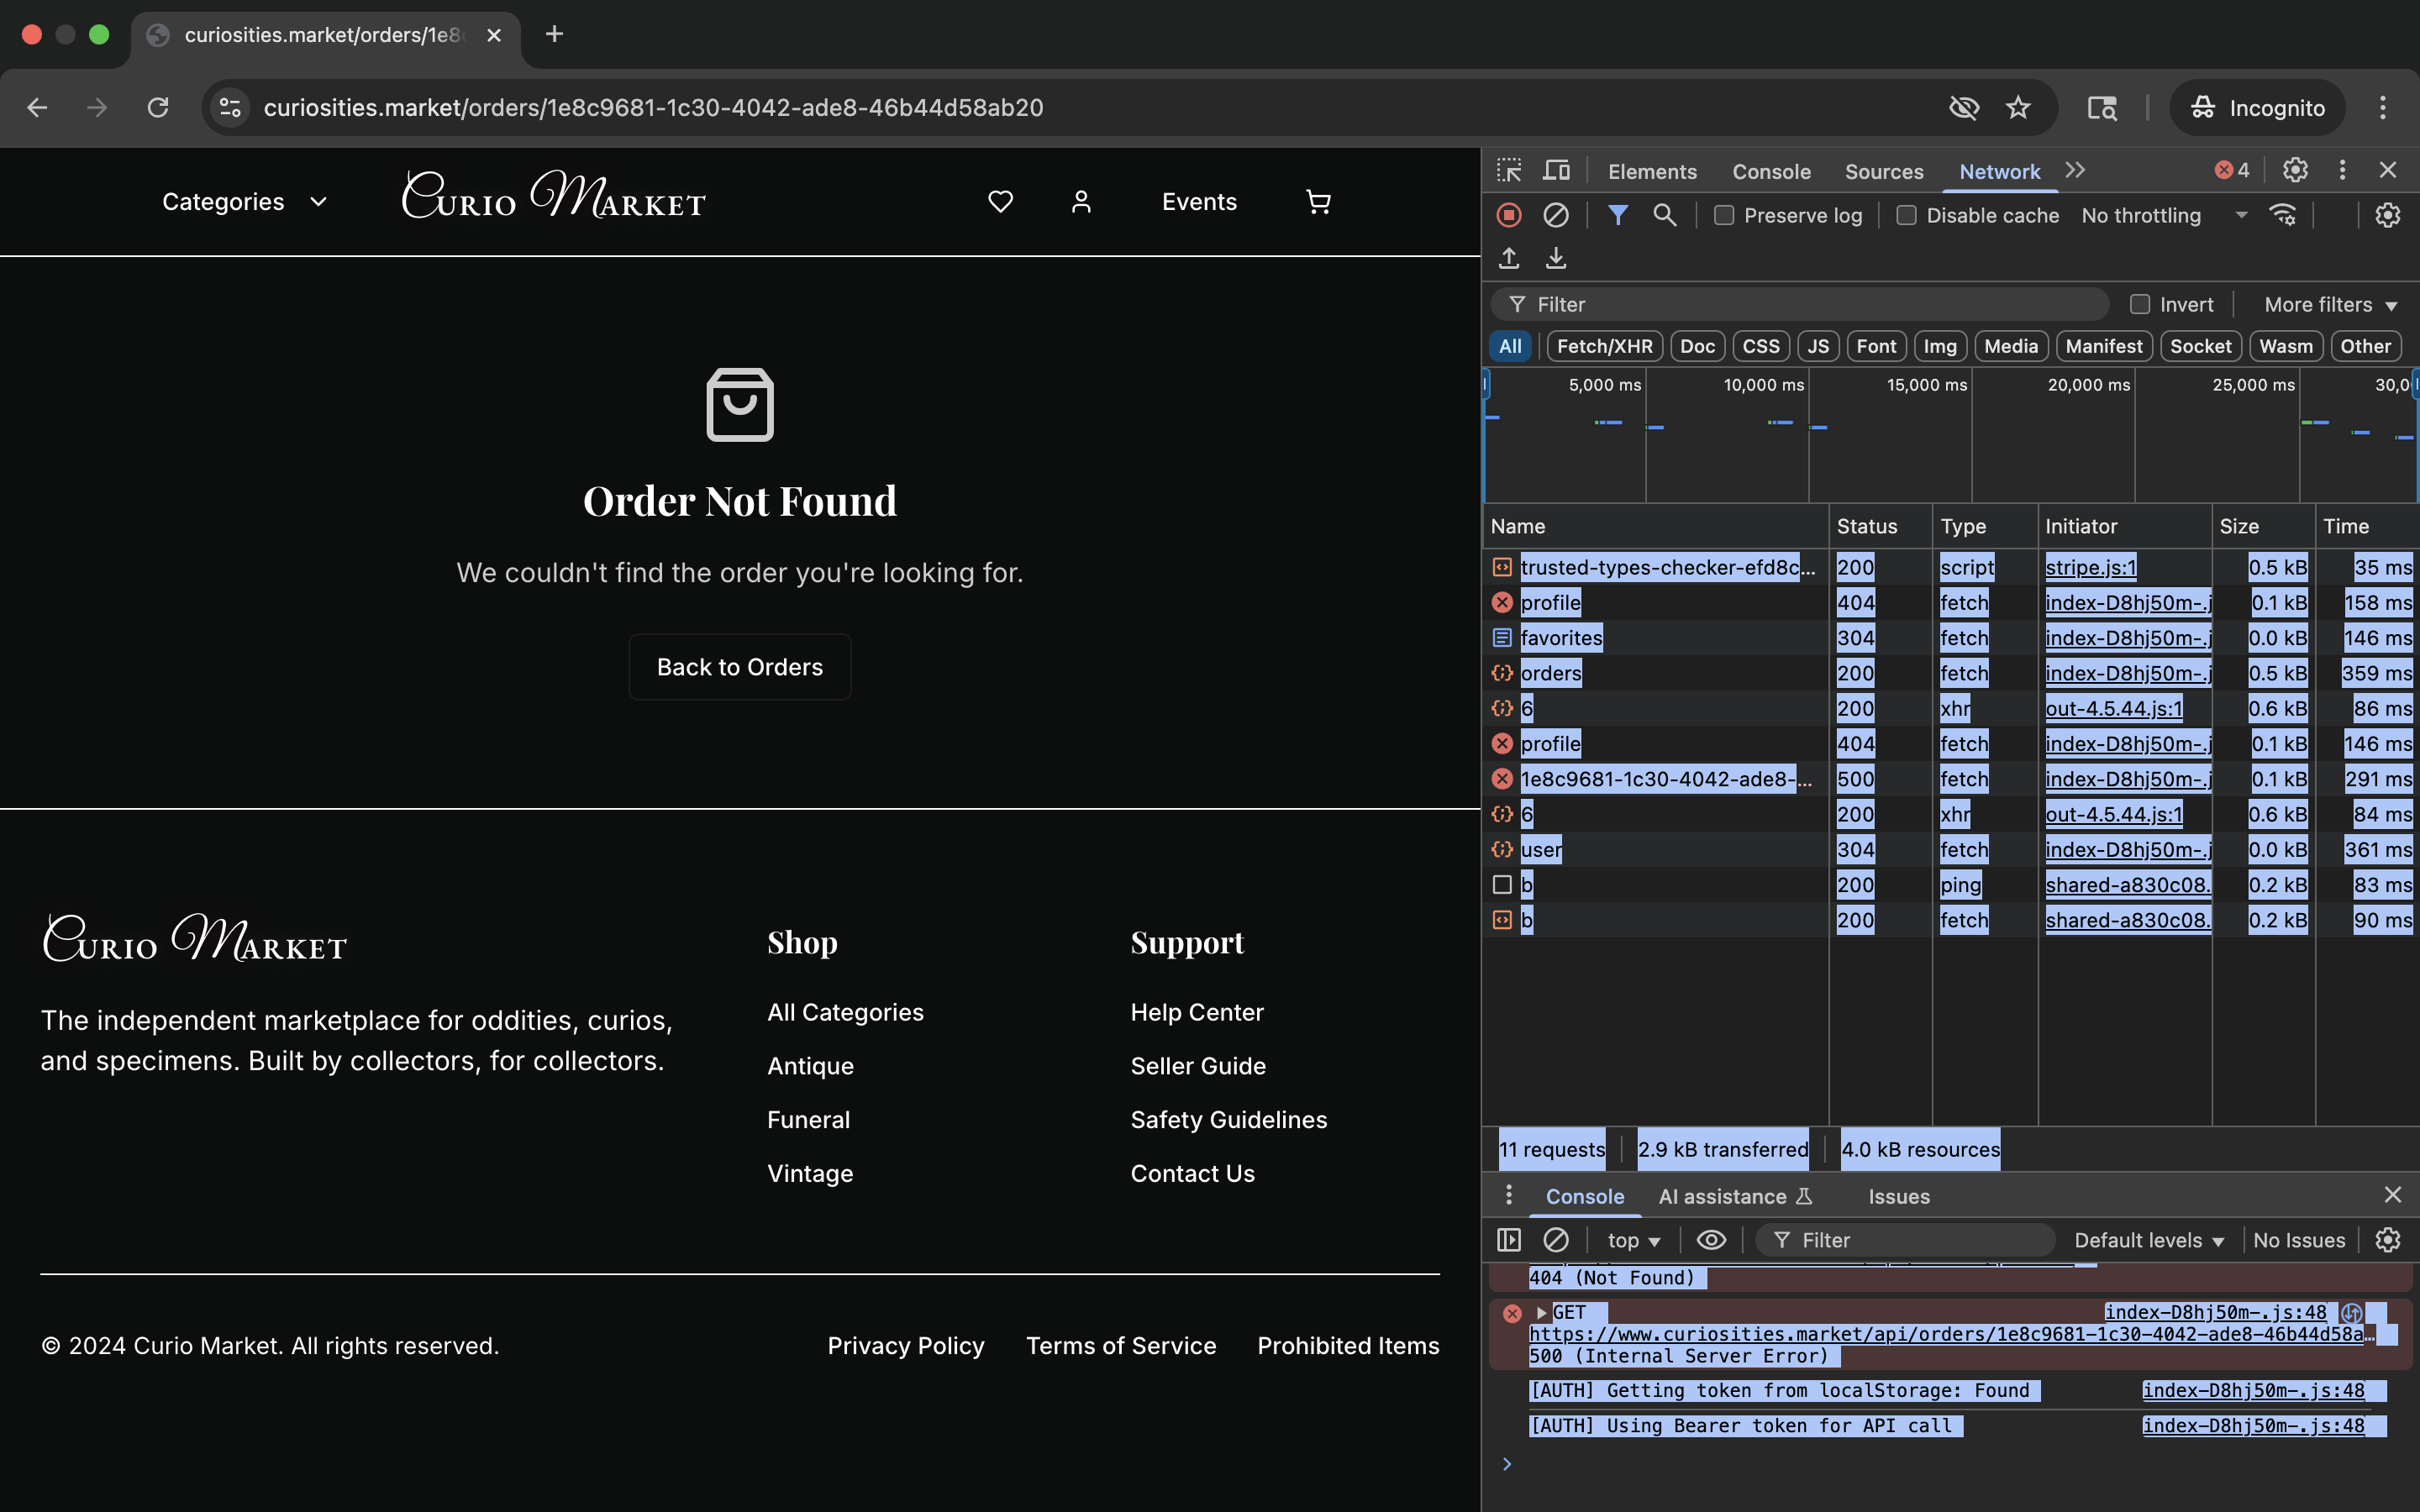 curiosities.market/orders/1e8c
curiosities.market/orders/1e8c9681-1c30-4042-ade8-46b44d58ab20
Incognito
Categories
Curio Market
Events
Order Not Found
We couldn't find the order you're looking for.
Back to Orders
Curio Market
The independent marketplace for oddities, curios,
and specimens. Built by collectors, for collectors.
Shop
All Categories
Antique
Funeral
Vintage
Support
Help Center
Seller Guide
Safety Guidelines
Contact Us
© 2024 Curio Market. All rights reserved.
Privacy Policy Terms of Service Prohibited Items
Elements Console Sources Network 4
Preserve log Disable cache No throttling
Filter Invert More filters
All Fetch/XHR Doc CSS JS Font Img Media Manifest Socket Wasm Other
5,000 ms 10,000 ms 15,000 ms 20,000 ms 25,000 ms 30,0
Name Status Type Initiator Size Time
trusted-types-checker-efd8c... 200 script stripe.js:1 0.5 kB 35 ms
profile 404 fetch index-D8hj50m-.j 0.1 kB 158 ms
favorites 304 fetch index-D8hj50m-.j 0.0 kB 146 ms
orders 200 fetch index-D8hj50m-.j 0.5 kB 359 ms
6 200 xhr out-4.5.44.js:1 0.6 kB 86 ms
profile 404 fetch index-D8hj50m-.j 0.1 kB 146 ms
1e8c9681-1c30-4042-ade8-... 500 fetch index-D8hj50m-.j 0.1 kB 291 ms
6 200 xhr out-4.5.44.js:1 0.6 kB 84 ms
user 304 fetch index-D8hj50m-.j 0.0 kB 361 ms
b 200 ping shared-a830c08. 0.2 kB 83 ms
b 200 fetch shared-a830c08. 0.2 kB 90 ms
11 requests 2.9 kB transferred 4.0 kB resources
Console AI assistance Issues
top Filter Default levels No Issues
404 (Not Found)
GET index-D8hj50m-.js:48
https://www.curiosities.market/api/orders/1e8c9681-1c30-4042-ade8-46b44d58a…
500 (Internal Server Error)
[AUTH] Getting token from localStorage: Found index-D8hj50m-.js:48
[AUTH] Using Bearer token for API call index-D8hj50m-.js:48